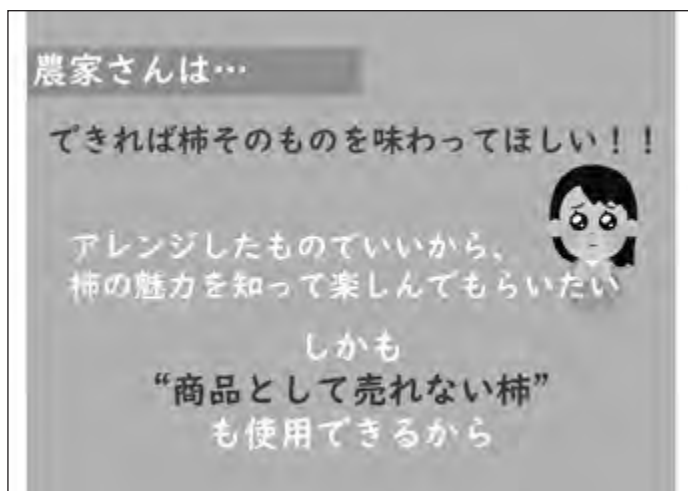 農家さんは…
できれば柿そのものを味わってほしい！！
アレンジしたものでいいから、
柿の魅力を知って楽しんでもらいたい
しかも
“商品として売れない柿”
も使用できるから